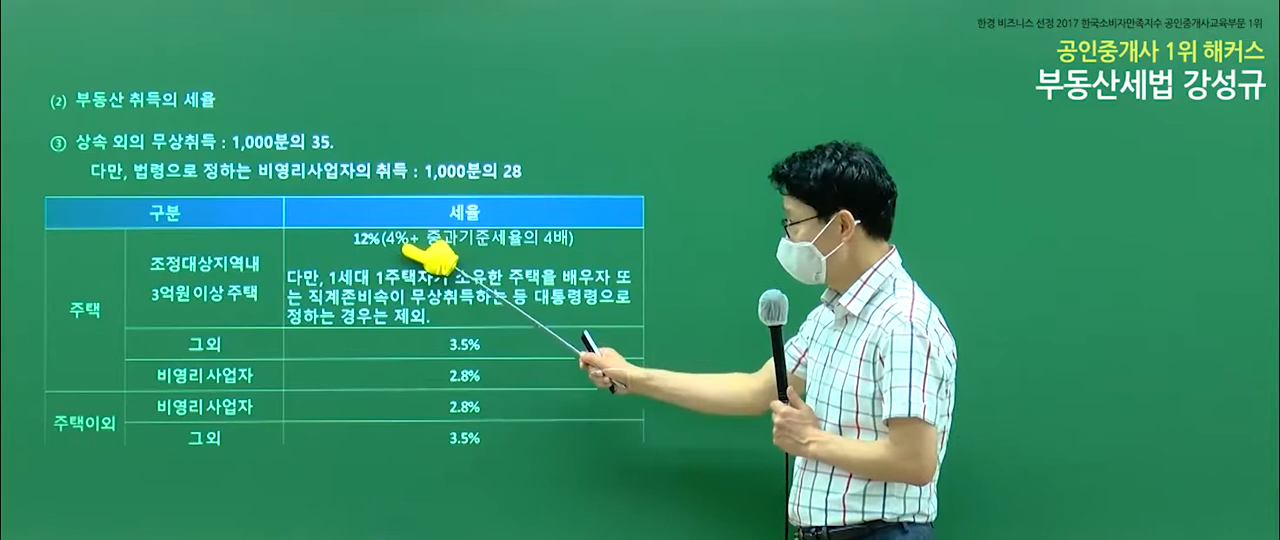 한경 비즈니스 선정 2017 한국소비자만족지수 공인중개사교육부문 1위
공인중개사 1위 해커스
부동산세법 강성규
(2) 부동산 취득의 세율
③ 상속 외의 무상취득 : 1,000분의 35.
다만, 법령으로 정하는 비영리사업자의 취득 : 1,000분의 28
구분 세율
주택
조정대상지역내
3억원 이상 주택
12%(4%+ 중과기준세율의 4배)
다만, 1세대 1주택자가 소유한 주택을 배우자 또
는 직계존비속이 무상취득하는 등 대통령령으로
정하는 경우는 제외.
그외 3.5%
비영리 사업자 2.8%
주택이외
비영리 사업자 2.8%
그외 3.5%